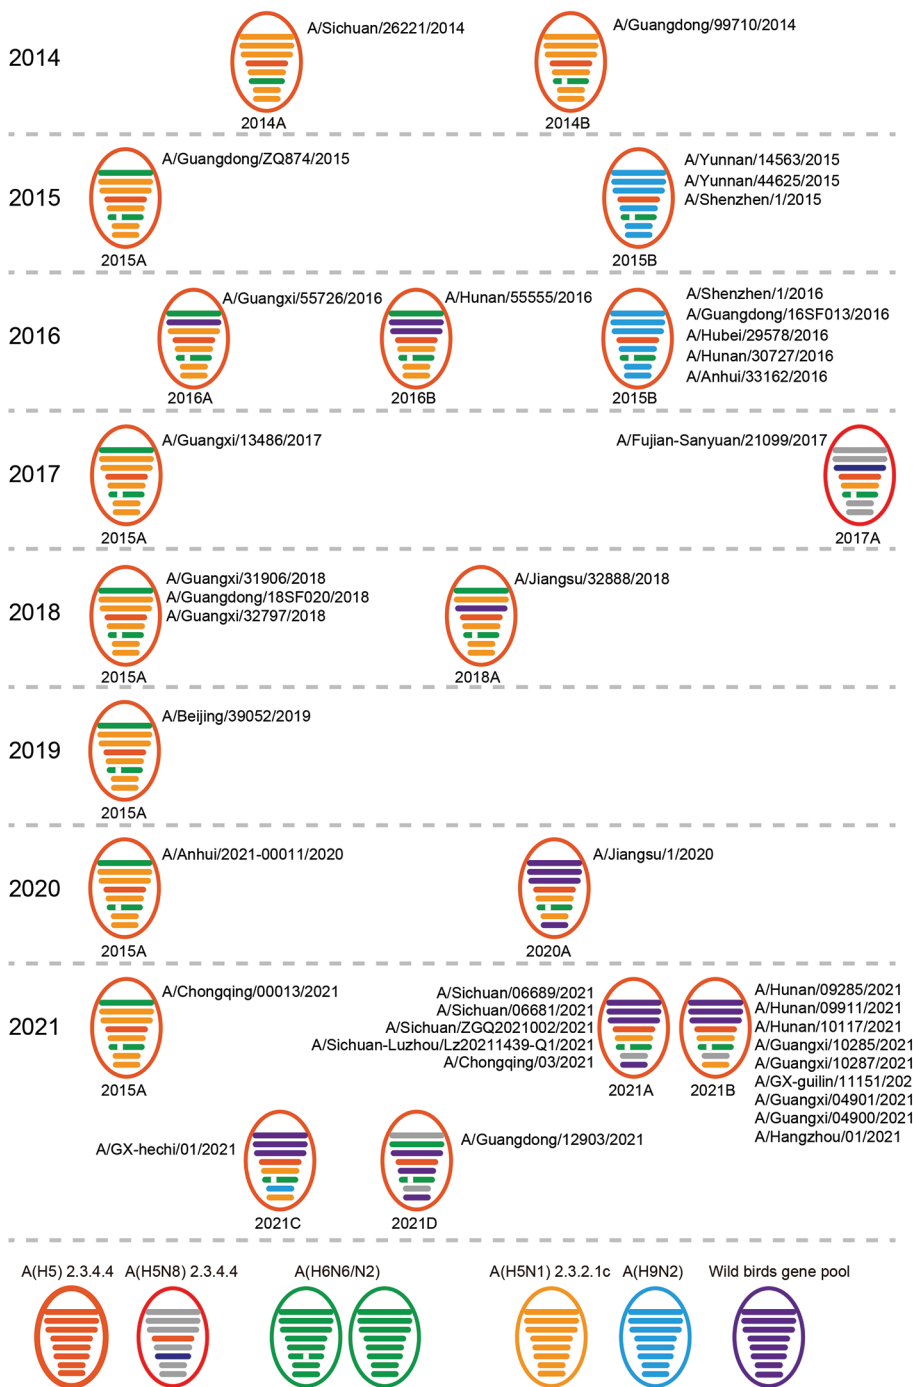 2014
A/Sichuan/26221/2014
2014A
A/Guangdong/99710/2014
2014B
2015
A/Guangdong/ZQ874/2015
2015A
A/Yunnan/14563/2015
A/Yunnan/44625/2015
A/Shenzhen/1/2015
2015B
2016
A/Guangxi/55726/2016
2016A
A/Hunan/55555/2016
2016B
A/Shenzhen/1/2016
A/Guangdong/16SF013/2016
A/Hubei/29578/2016
A/Hunan/30727/2016
A/Anhui/33162/2016
2015B
2017
A/Guangxi/13486/2017
2015A
A/Fujian-Sanyuan/21099/2017
2017A
2018
A/Guangxi/31906/2018
A/Guangdong/18SF020/2018
A/Guangxi/32797/2018
2015A
A/Jiangsu/32888/2018
2018A
2019
A/Beijing/39052/2019
2015A
2020
A/Anhui/2021-00011/2020
2015A
A/Jiangsu/1/2020
2020A
2021
A/Chongqing/00013/2021
2015A
A/Sichuan/06689/2021
A/Sichuan/06681/2021
A/Sichuan/ZGQ2021002/2021
A/Sichuan-Luzhou/Lz20211439-Q1/2021
A/Chongqing/03/2021
2021A
2021B
A/Hunan/09285/2021
A/Hunan/09911/2021
A/Hunan/10117/2021
A/Guangxi/10285/2021
A/Guangxi/10287/2021
A/GX-guilin/11151/202
A/Guangxi/04901/2021
A/Guangxi/04900/2021
A/Hangzhou/01/2021
A/GX-hechi/01/2021
2021C
A/Guangdong/12903/2021
2021D
A(H5) 2.3.4.4
A(H5N8) 2.3.4.4
A(H6N6/N2)
A(H5N1) 2.3.2.1c
A(H9N2)
Wild birds gene pool